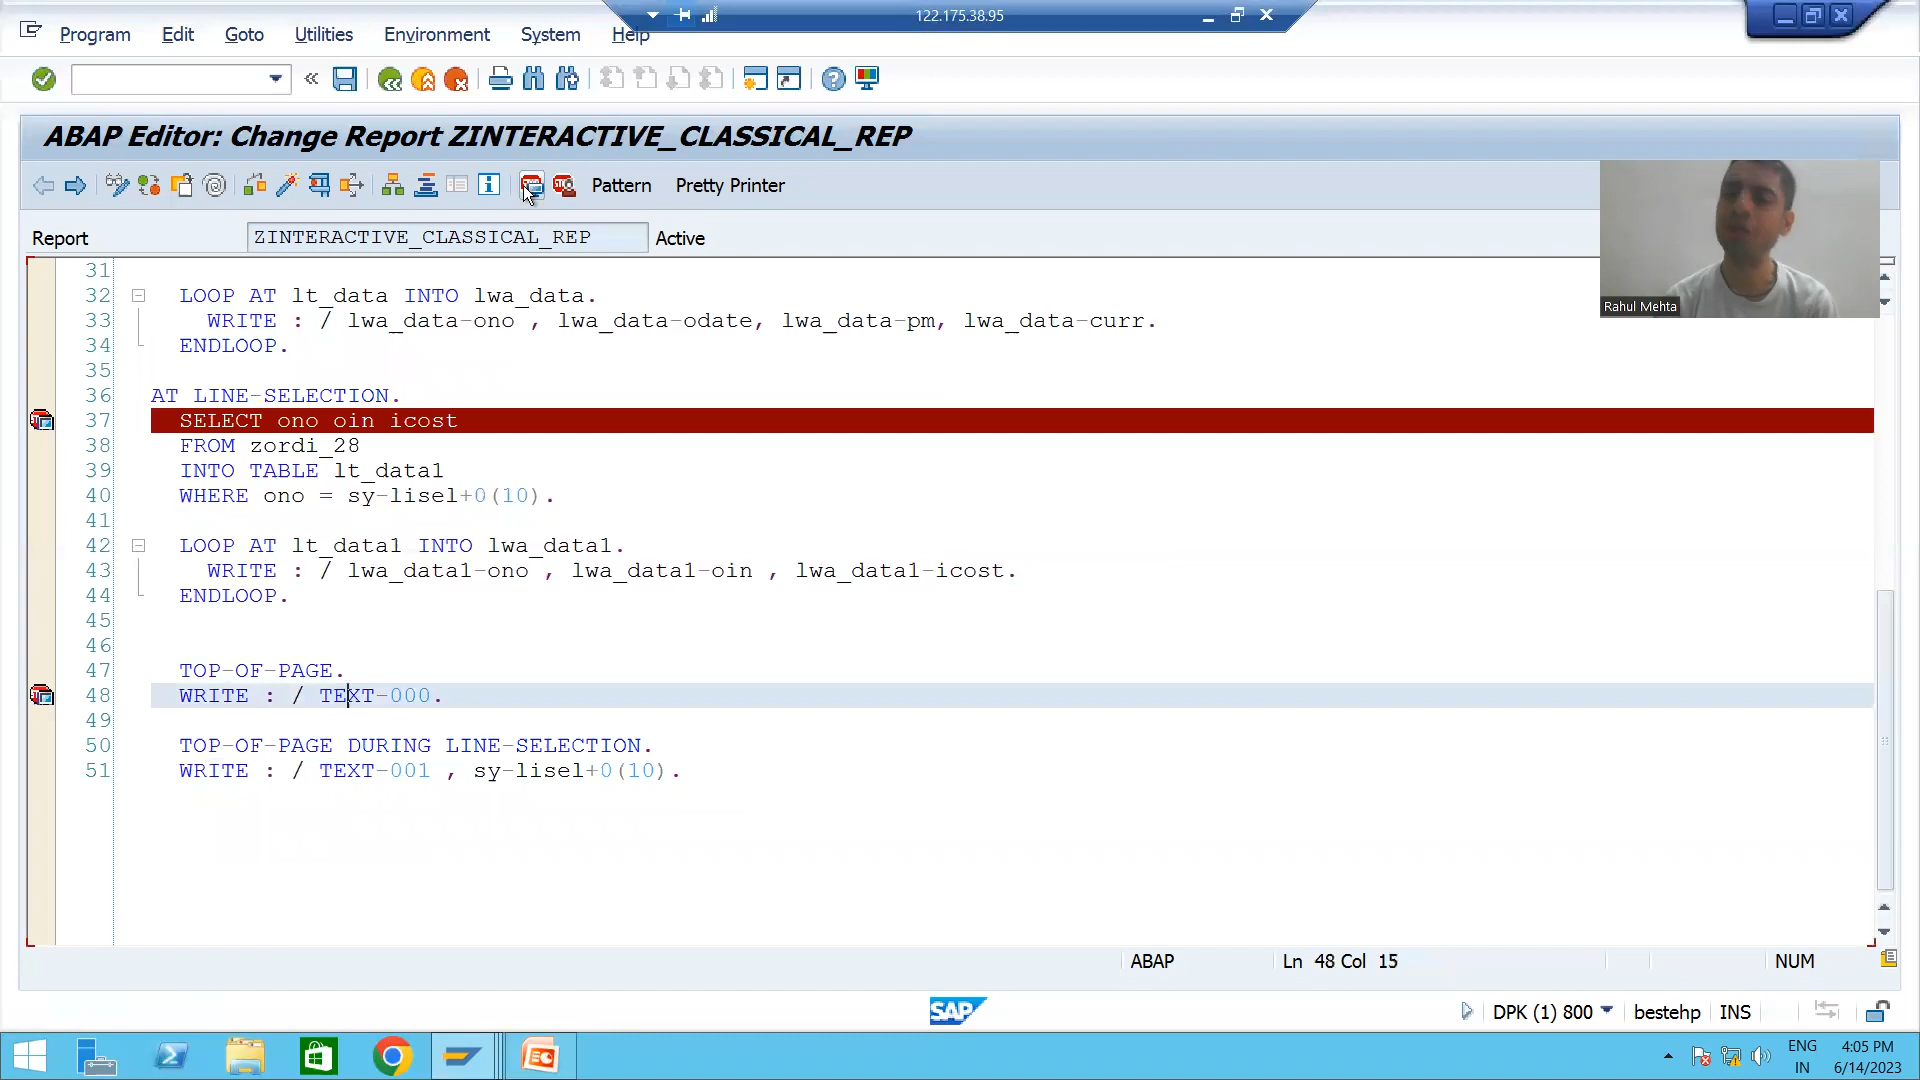 122.175.38.95
Program Edit Goto Utilities Environment System Help
ABAP Editor: Change Report ZINTERACTIVE_CLASSICAL_REP
Pattern Pretty Printer
Report ZINTERACTIVE_CLASSICAL_REP Active
Rahul Mehta
31
32 LOOP AT lt_data INTO lwa_data.
33 WRITE : / lwa_data-ono , lwa_data-odate, lwa_data-pm, lwa_data-curr.
34 ENDLOOP.
35
36 AT LINE-SELECTION.
37 SELECT ono oin icost
38 FROM zordi_28
39 INTO TABLE lt_data1
40 WHERE ono = sy-lisel+0(10).
41
42 LOOP AT lt_data1 INTO lwa_data1.
43 WRITE : / lwa_data1-ono , lwa_data1-oin , lwa_data1-icost.
44 ENDLOOP.
45
46
47 TOP-OF-PAGE.
48 WRITE : / TEXT-000.
49
50 TOP-OF-PAGE DURING LINE-SELECTION.
51 WRITE : / TEXT-001 , sy-lisel+0(10).
ABAP Ln 48 Col 15 NUM
SAP DPK (1) 800 bestehp INS
ENG 4:05 PM
IN 6/14/2023